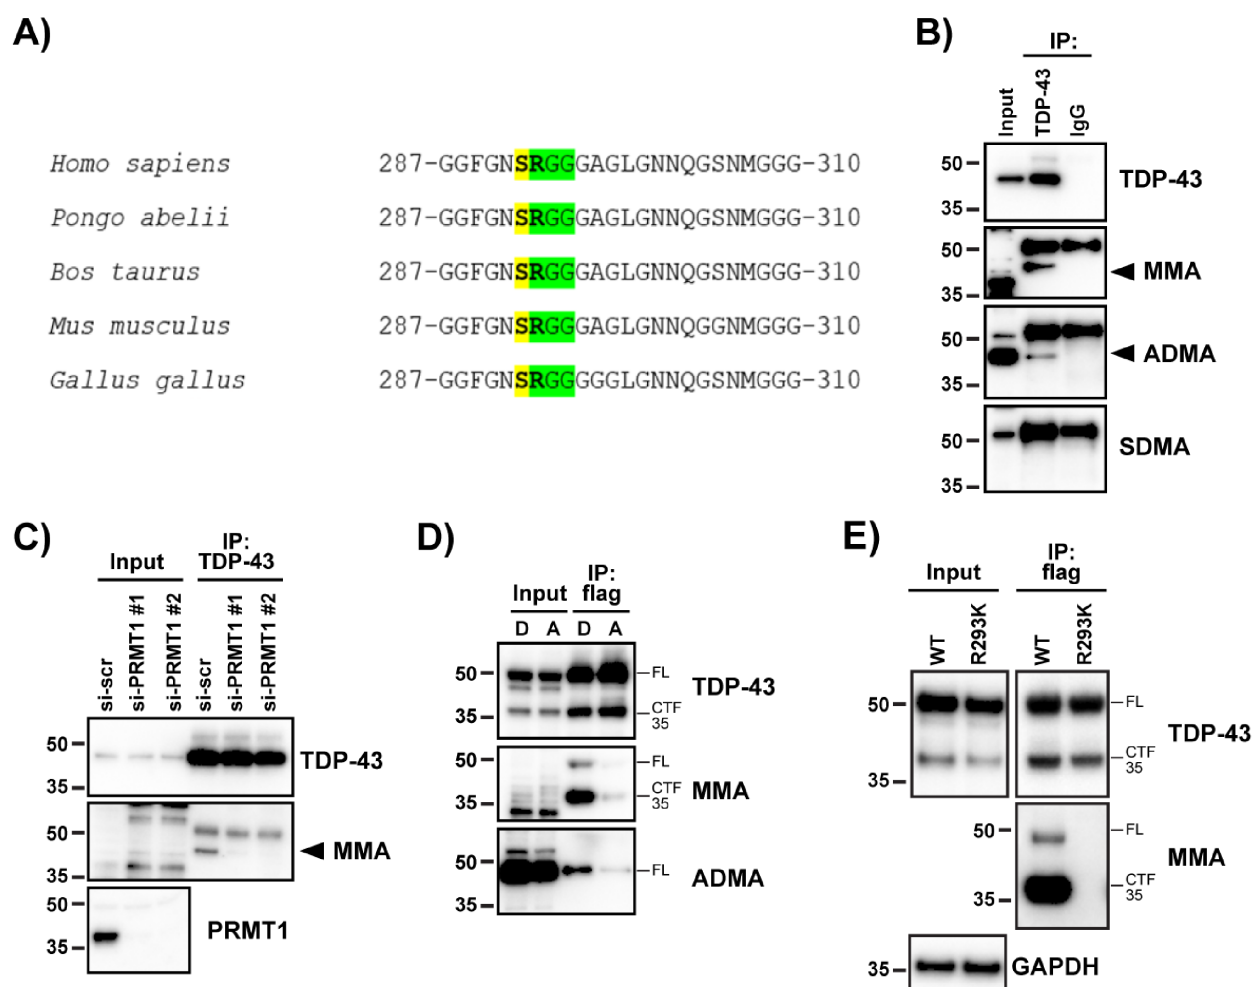 A)
Homo sapiens 287-GGFGNSRGGGAGLGNNQGSNMGGG-310
Pongo abelii 287-GGFGNSRGGGAGLGNNQGSNMGGG-310
Bos taurus 287-GGFGNSRGGGAGLGNNQGSNMGGG-310
Mus musculus 287-GGFGNSRGGGAGLGNNQGGNMGGG-310
Gallus gallus 287-GGFGNSRGGGGGLGNNQGSNMGGG-310
B)
IP:
Input TDP-43 IgG
50
35
TDP-43
50
35
MMA
50
35
ADMA
50
35
SDMA
C)
Input IP: TDP-43
si-scr si-PRMT1 #1 si-PRMT1 #2 si-scr si-PRMT1 #1 si-PRMT1 #2
50
35
TDP-43
50
35
MMA
50
35
PRMT1
D)
Input IP: flag
D A D A
50
35
FL
CTF
35
TDP-43
50
35
FL
CTF
35
MMA
50
35
FL
ADMA
E)
Input IP: flag
WT R293K WT R293K
50
35
FL
CTF
35
TDP-43
50
35
FL
CTF
35
MMA
35
GAPDH